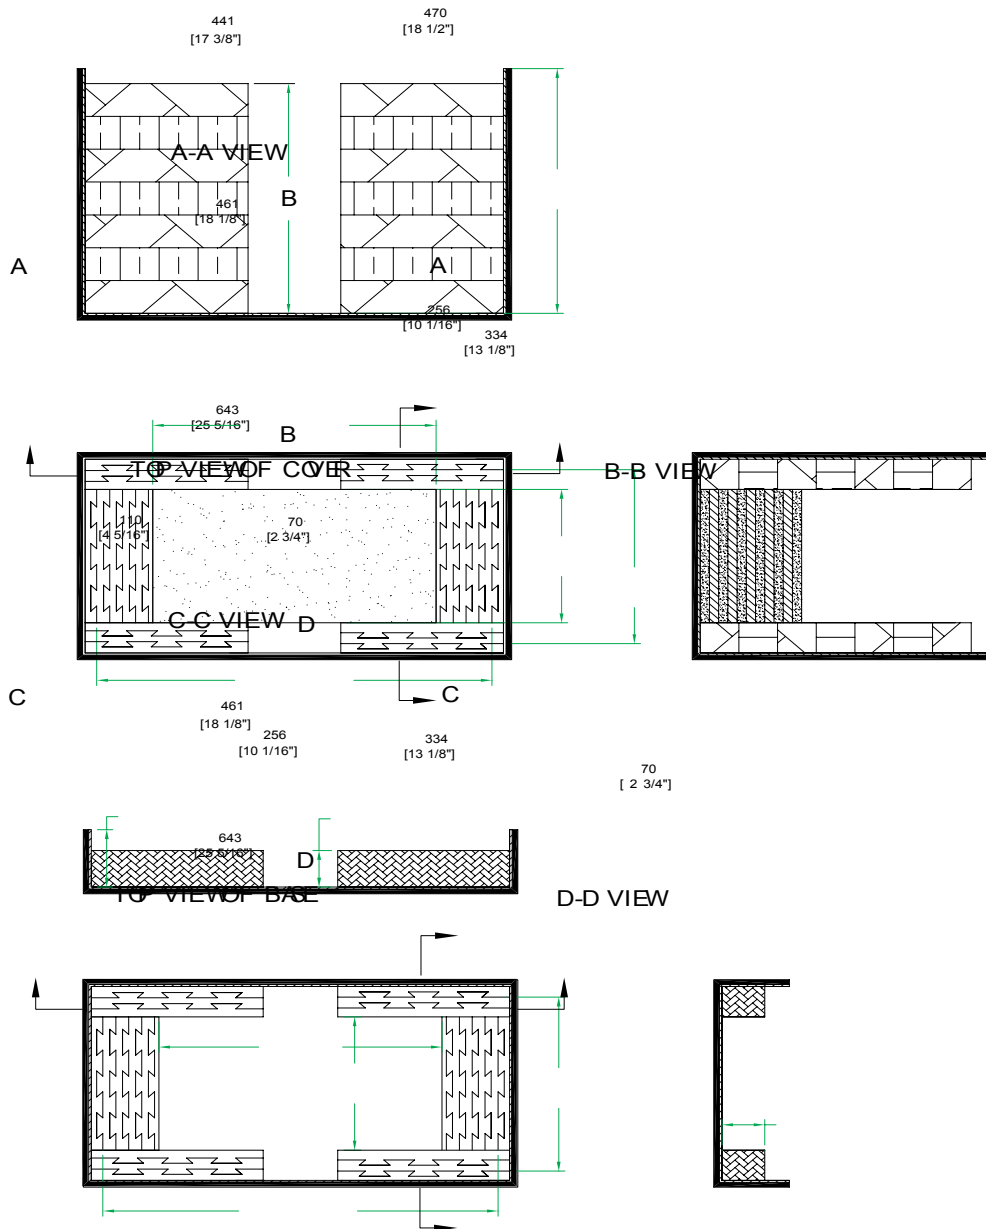 470
[18 1/2"]
441
[17 3/8"]
A-A VIEW
B
461
[18 1/8"]
A
A
256
[10 1/16"]
334
[13 1/8"]
643
[25 5/16"]
B
TOP VIEW OF COVER
B-B VIEW
110
[4 5/16"]
70
[2 3/4"]
C-C VIEW
D
C
C
461
[18 1/8"]
256
[10 1/16"]
334
[13 1/8"]
70
[ 2 3/4"]
643
[25 5/16"]
D
TOP VIEW OF BASE
D-D VIEW